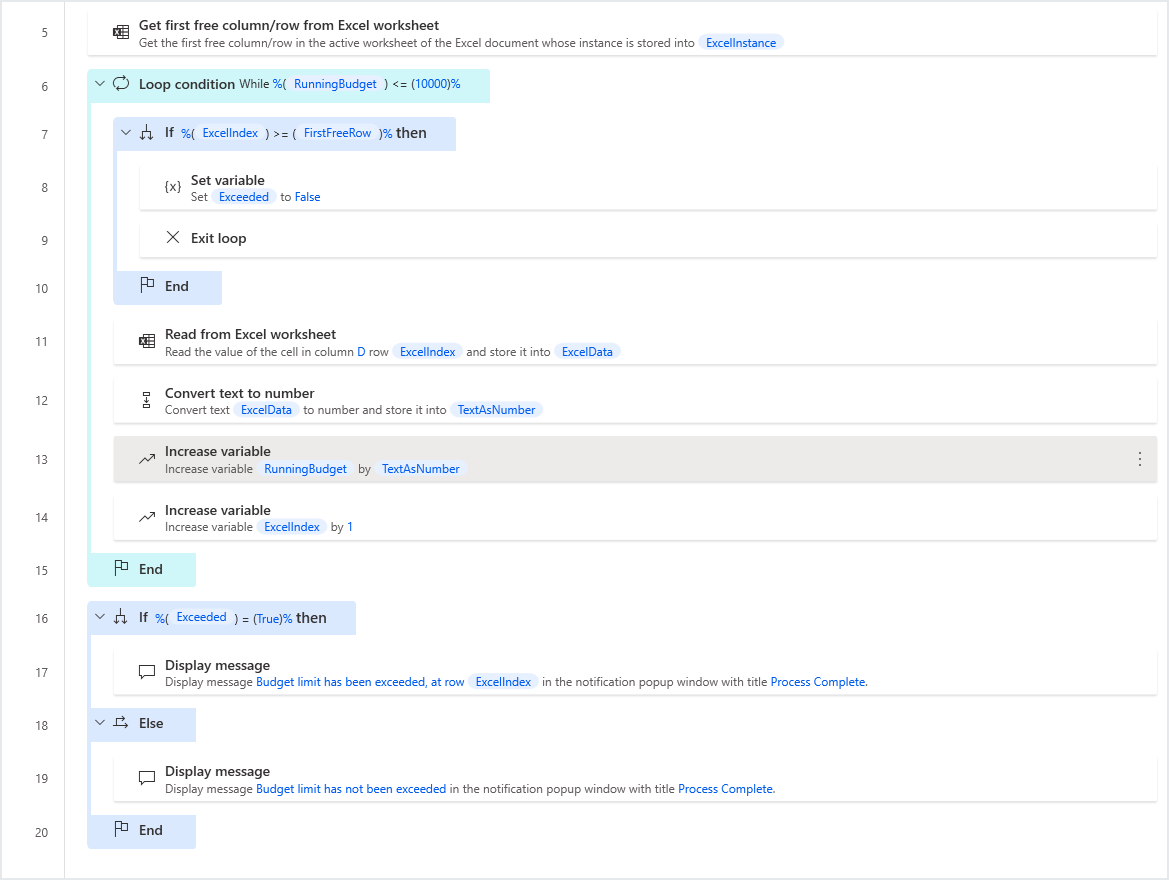 5
Get first free column/row from Excel worksheet
Get the first free column/row in the active worksheet of the Excel document whose instance is stored into ExcelInstance
6
Loop condition While %( RunningBudget ) <= (10000)%
7
If %( ExcelIndex ) >= ( FirstFreeRow )% then
8
{x} Set variable
Set Exceeded to False
9
Exit loop
10
End
11
Read from Excel worksheet
Read the value of the cell in column D row ExcelIndex and store it into ExcelData
12
Convert text to number
Convert text ExcelData to number and store it into TextAsNumber
13
Increase variable
Increase variable RunningBudget by TextAsNumber
14
Increase variable
Increase variable ExcelIndex by 1
15
End
16
If %( Exceeded ) = (True)% then
17
Display message
Display message Budget limit has been exceeded, at row ExcelIndex in the notification popup window with title Process Complete.
18
Else
19
Display message
Display message Budget limit has not been exceeded in the notification popup window with title Process Complete.
20
End